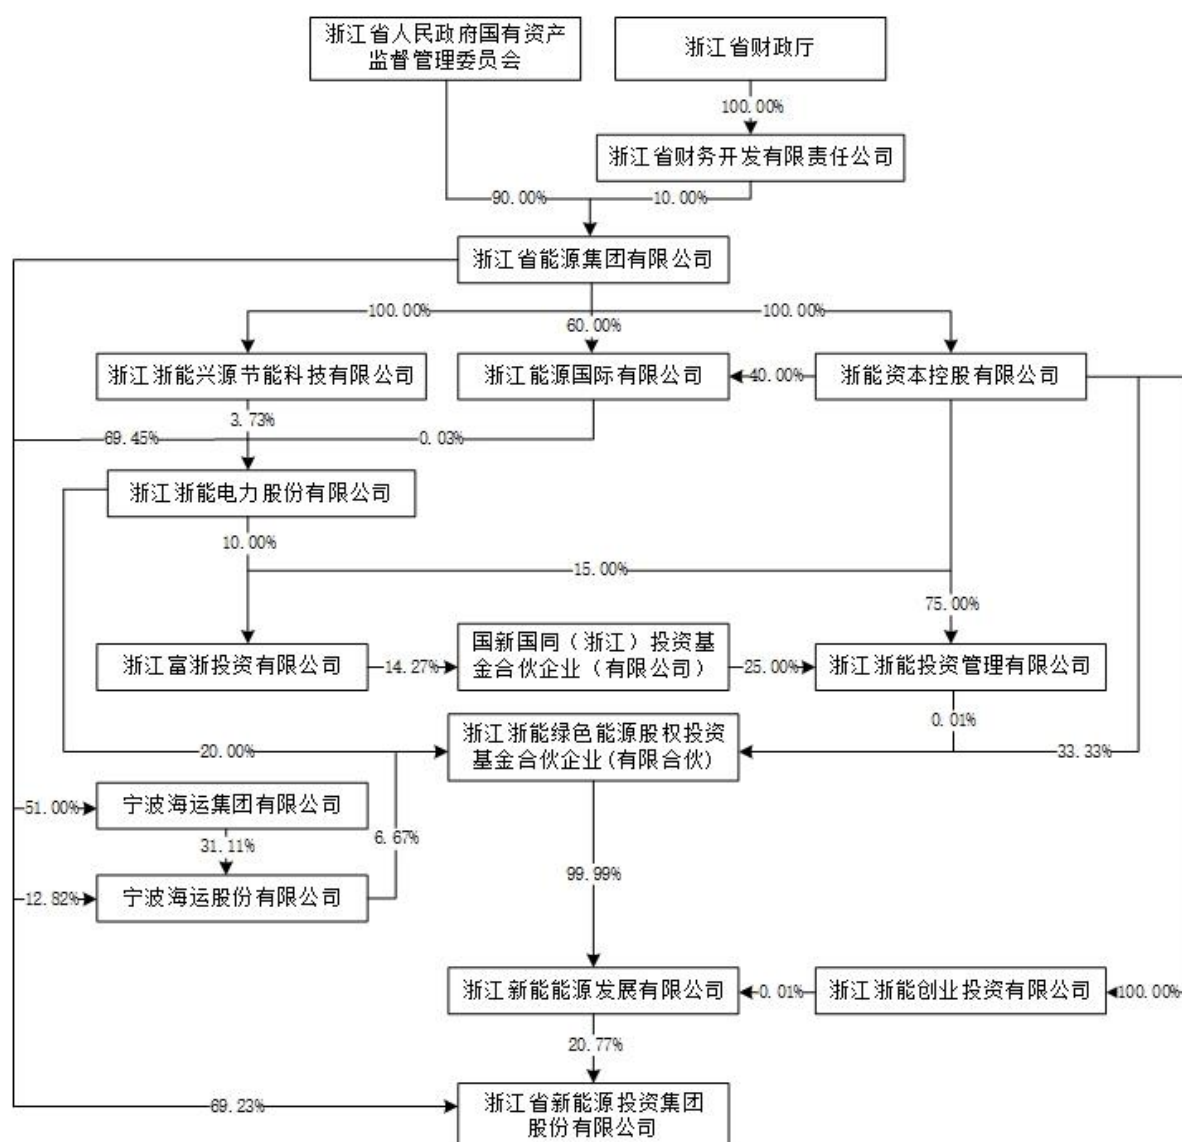 浙江省人民政府国有资产
监督管理委员会
浙江省财政厅
100.00%
浙江省财务开发有限责任公司
90.00%
10.00%
浙江省能源集团有限公司
100.00%
60.00%
100.00%
浙江浙能兴源节能科技有限公司
浙江能源国际有限公司
40.00%
浙能资本控股有限公司
3.73%
69.45%
0.03%
浙江浙能电力股份有限公司
10.00%
15.00%
75.00%
浙江富浙投资有限公司
14.27%
国新国同（浙江）投资基
金合伙企业（有限公司）
25.00%
浙江浙能投资管理有限公司
0.01%
浙江浙能绿色能源股权投资
基金合伙企业(有限合伙)
20.00%
33.33%
51.00%
宁波海运集团有限公司
6.67%
31.11%
12.82%
宁波海运股份有限公司
99.99%
浙江新能能源发展有限公司
0.01%
浙江浙能创业投资有限公司
100.00%
20.77%
69.23%
浙江省新能源投资集团
股份有限公司